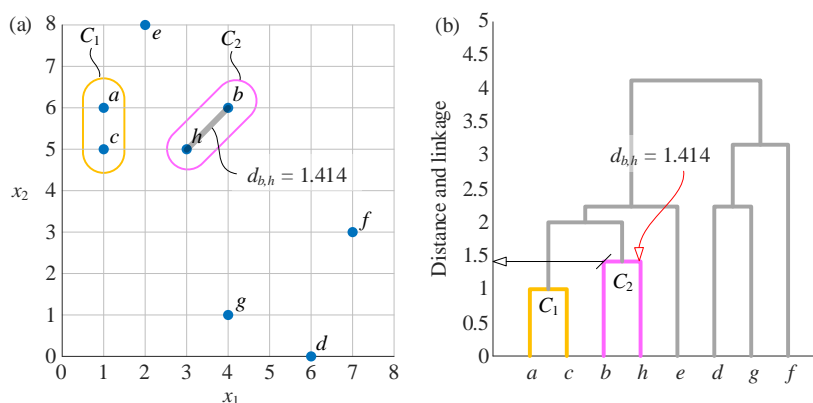 (a)
C₁
C₂
e
a
b
c
h
d_{b,h} = 1.414
f
g
d
8
7
6
5
4
3
2
1
0
x₂
0 1 2 3 4 5 6 7 8
x₁
(b)
Distance and linkage
5
4.5
4
3.5
3
2.5
2
1.5
1
0.5
0
d_{b,h} = 1.414
C₁
C₂
a c b h e d g f